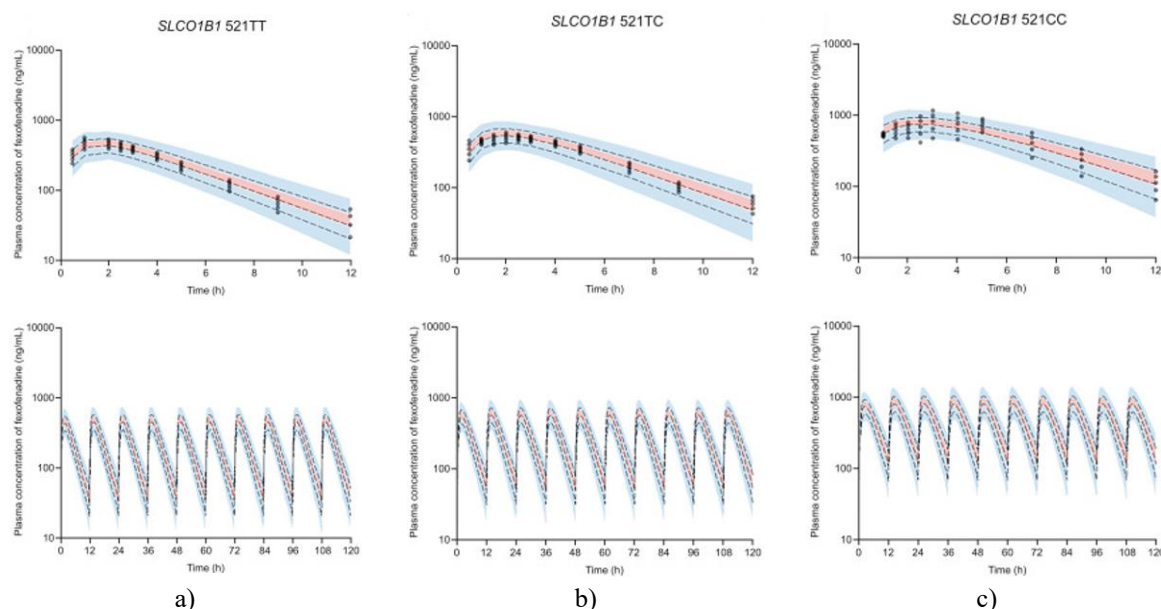 SLCO1B1 521TT
Plasma concentration of fexofenadine (ng/mL)
10000
1000
100
10
0 2 4 6 8 10 12
Time (h)
SLCO1B1 521TC
Plasma concentration of fexofenadine (ng/mL)
10000
1000
100
10
0 2 4 6 8 10 12
Time (h)
SLCO1B1 521CC
Plasma concentration of fexofenadine (ng/mL)
10000
1000
100
10
0 2 4 6 8 10 12
Time (h)
Plasma concentration of fexofenadine (ng/mL)
10000
1000
100
10
0 12 24 36 48 60 72 84 96 108 120
Time (h)
a)
Plasma concentration of fexofenadine (ng/mL)
10000
1000
100
10
0 12 24 36 48 60 72 84 96 108 120
Time (h)
b)
Plasma concentration of fexofenadine (ng/mL)
10000
1000
100
10
0 12 24 36 48 60 72 84 96 108 120
Time (h)
c)